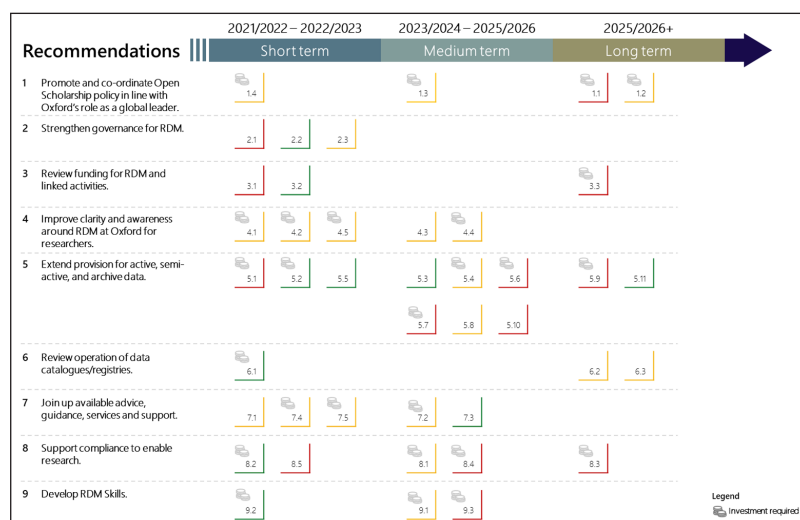 2021/2022 – 2022/2023 2023/2024 – 2025/2026 2025/2026+
Recommendations Short term Medium term Long term
1 Promote and co-ordinate Open
Scholarship policy in line with
Oxford's role as a global leader.
1.4 1.3 1.1 1.2
2 Strengthen governance for RDM.
2.1 2.2 2.3
3 Review funding for RDM and
linked activities.
3.1 3.2 3.3
4 Improve clarity and awareness
around RDM at Oxford for
researchers.
4.1 4.2 4.5 4.3 4.4
5 Extend provision for active, semi-
active, and archive data.
5.1 5.2 5.5 5.3 5.4 5.6 5.9 5.11
5.7 5.8 5.10
6 Review operation of data
catalogues/registries.
6.1 6.2 6.3
7 Join up available advice,
guidance, services and support.
7.1 7.4 7.5 7.2 7.3
8 Support compliance to enable
research.
8.2 8.5 8.1 8.4 8.3
9 Develop RDM Skills.
9.2 9.1 9.3
Legend
Investment required